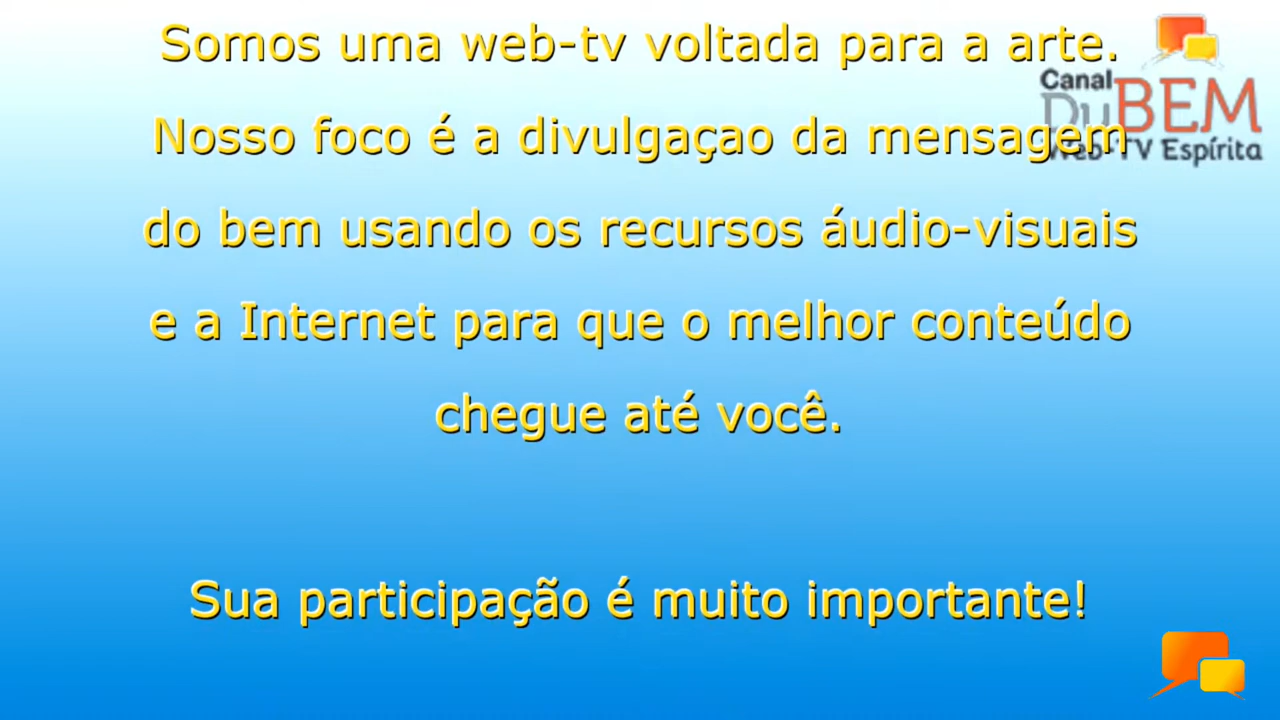 Somos uma web-tv voltada para a arte.
Canal
DuBEM
Nosso foco é a divulgaçao da mensagem
Web-TV Espírita
do bem usando os recursos áudio-visuais
e a Internet para que o melhor conteúdo
chegue até você.
Sua participação é muito importante!